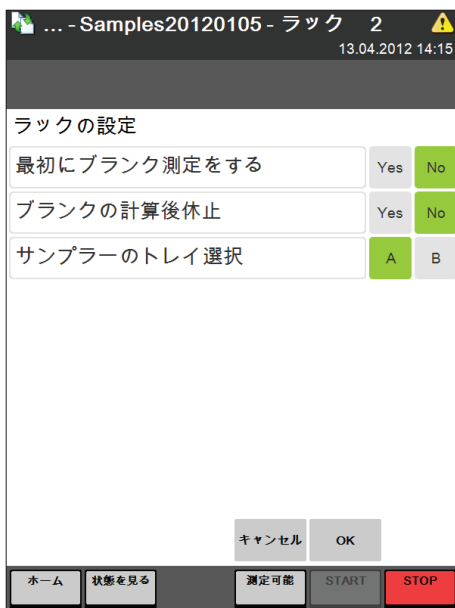 ... - Samples20120105 - ラック 2
13.04.2012 14:15
ラックの設定
最初にブランク測定をする Yes No
ブランクの計算後休止 Yes No
サンプラーのトレイ選択 A B
キャンセル OK
ホーム 状態を見る 測定可能 START STOP